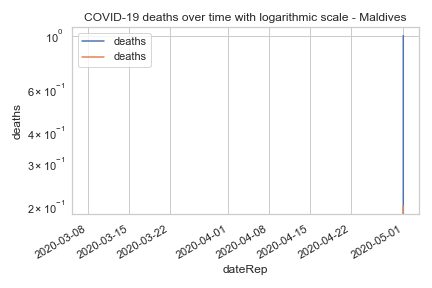 COVID-19 deaths over time with logarithmic scale - Maldives
deaths
deaths
10⁰
6 × 10⁻¹
4 × 10⁻¹
3 × 10⁻¹
2 × 10⁻¹
deaths
2020-03-08
2020-03-15
2020-03-22
2020-04-01
2020-04-08
2020-04-15
2020-04-22
2020-05-01
dateRep